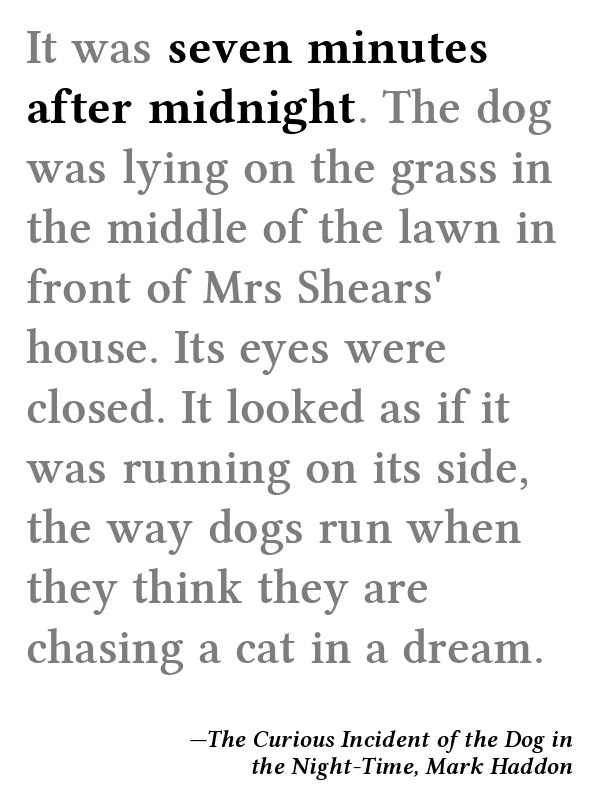 It was seven minutes
after midnight. The dog
was lying on the grass in
the middle of the lawn in
front of Mrs Shears'
house. Its eyes were
closed. It looked as if it
was running on its side,
the way dogs run when
they think they are
chasing a cat in a dream.
—The Curious Incident of the Dog in
the Night-Time, Mark Haddon